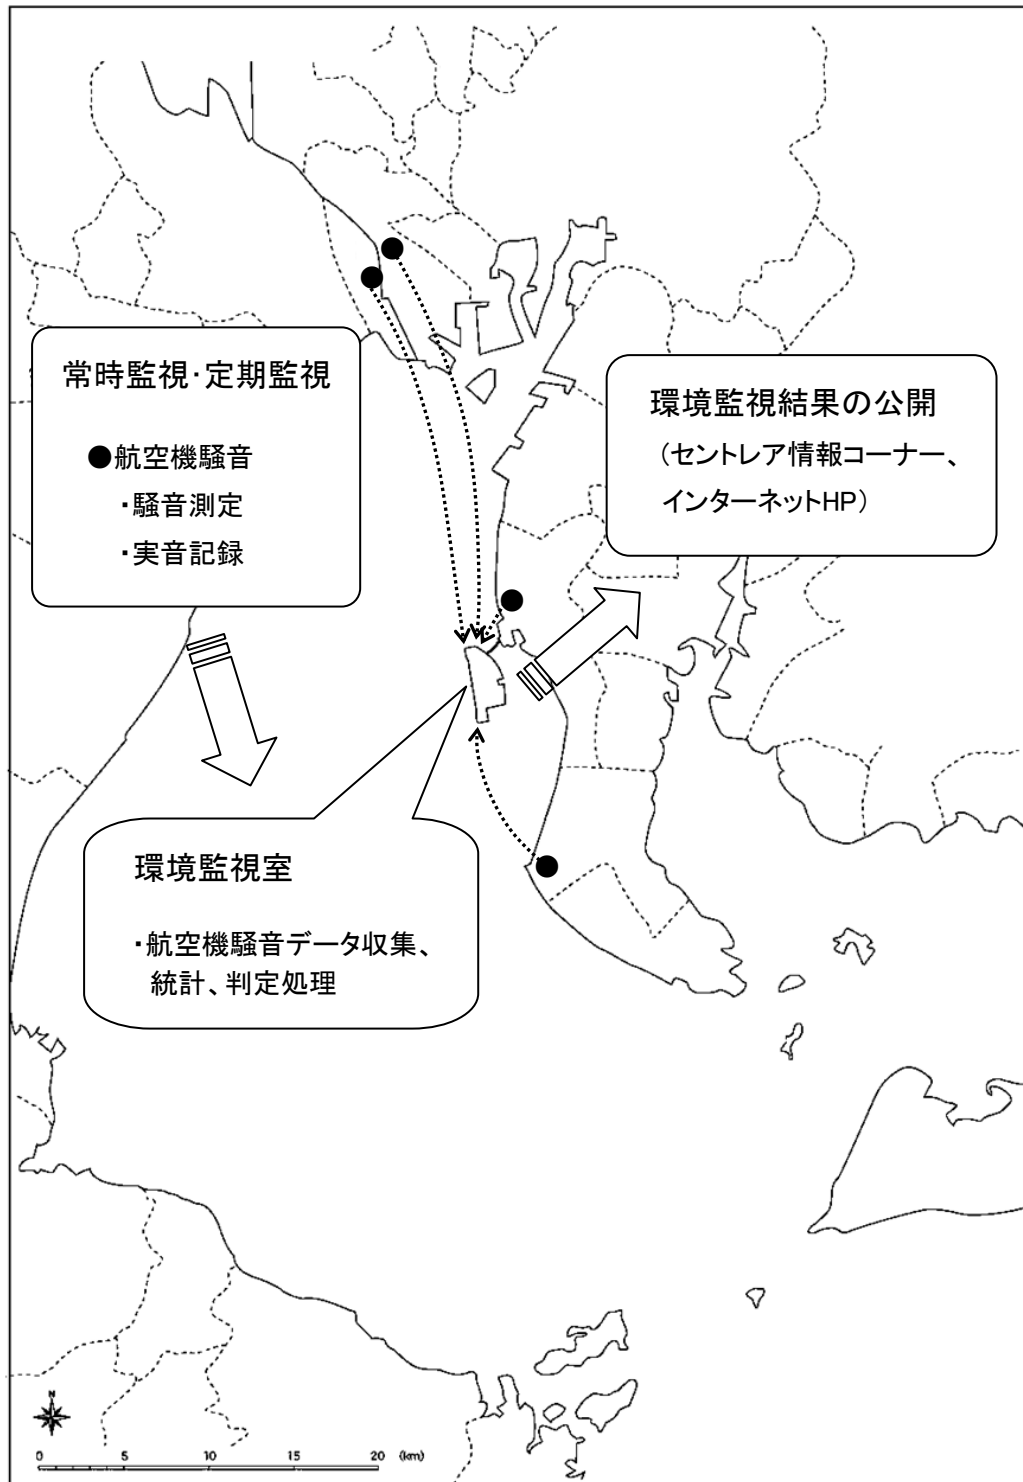 常時監視・定期監視
●航空機騒音
・騒音測定
・実音記録
環境監視結果の公開
（セントレア情報コーナー、
インターネットHP）
環境監視室
・航空機騒音データ収集、
統計、判定処理
N
0 5 10 15 20 (km)